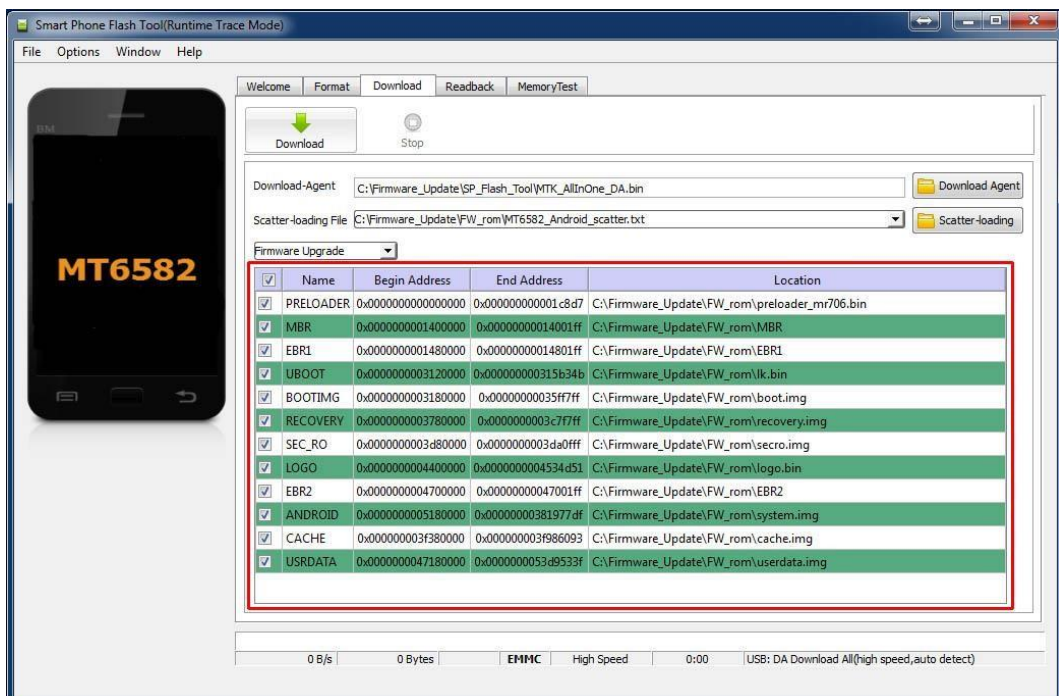 Smart Phone Flash Tool(Runtime Trace Mode)
File Options Window Help
BM
MT6582
Welcome Format Download Readback MemoryTest
Download Stop
Download-Agent C:\Firmware_Update\SP_Flash_Tool\MTK_AllInOne_DA.bin Download Agent
Scatter-loading File C:\Firmware_Update\FW_rom\MT6582_Android_scatter.txt Scatter-loading
Firmware Upgrade
Name Begin Address End Address Location
PRELOADER 0x0000000000000000 0x000000000001c8d7 C:\Firmware_Update\FW_rom\preloader_mr706.bin
MBR 0x0000000001400000 0x00000000014001ff C:\Firmware_Update\FW_rom\MBR
EBR1 0x0000000001480000 0x00000000014801ff C:\Firmware_Update\FW_rom\EBR1
UBOOT 0x0000000003120000 0x000000000315b34b C:\Firmware_Update\FW_rom\lk.bin
BOOTIMG 0x0000000003180000 0x00000000035ff7ff C:\Firmware_Update\FW_rom\boot.img
RECOVERY 0x0000000003780000 0x0000000003c7f7ff C:\Firmware_Update\FW_rom\recovery.img
SEC_RO 0x0000000003d80000 0x0000000003da0fff C:\Firmware_Update\FW_rom\secro.img
LOGO 0x0000000004400000 0x0000000004534d51 C:\Firmware_Update\FW_rom\logo.bin
EBR2 0x0000000004700000 0x00000000047001ff C:\Firmware_Update\FW_rom\EBR2
ANDROID 0x0000000005180000 0x00000000381977df C:\Firmware_Update\FW_rom\system.img
CACHE 0x000000003f380000 0x000000003f986093 C:\Firmware_Update\FW_rom\cache.img
USRDATA 0x0000000047180000 0x0000000053d9533f C:\Firmware_Update\FW_rom\userdata.img
0 B/s 0 Bytes EMMC High Speed 0:00 USB: DA Download All(high speed,auto detect)